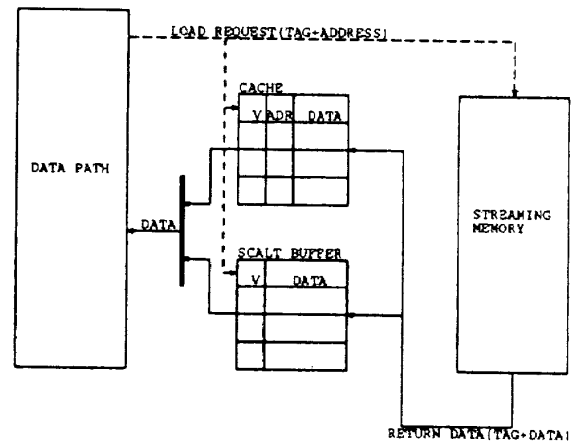 LOAD REQUEST(TAG+ADDRESS)
CACHE
V ADR DATA
DATA PATH
DATA
STREAMING
MEMORY
SCALT BUFFER
V DATA
RETURN DATA(TAG+DATA)